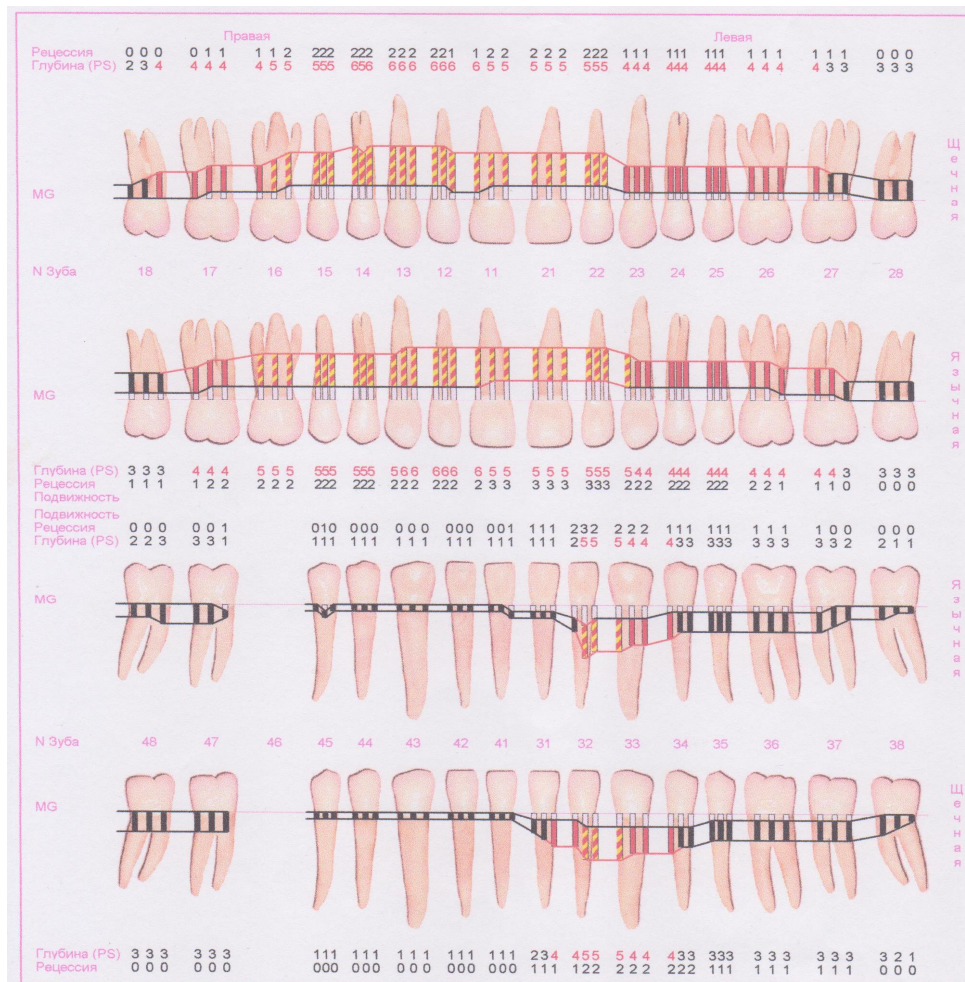 Правая Левая
Рецессия 000 011 112 222 222 222 221 122 222 222 111 111 111 111 111 000
Глубина (PS) 234 444 455 555 656 666 666 655 555 555 444 444 444 444 433 333
Щечная
MG
N Зуба 18 17 16 15 14 13 12 11 21 22 23 24 25 26 27 28
Язычная
MG
Глубина (PS) 333 444 555 555 555 566 666 655 555 555 544 444 444 444 443 333
Рецессия 111 122 222 222 222 222 222 233 333 333 222 222 222 221 110 000
Подвижность
Подвижность
Рецессия 000 001 010 000 000 000 001 111 232 222 111 111 111 100 000
Глубина (PS) 223 331 111 111 111 111 111 111 255 544 433 333 333 332 211
Язычная
MG
N Зуба 48 47 46 45 44 43 42 41 31 32 33 34 35 36 37 38
Щечная
MG
Глубина (PS) 333 333 111 111 111 111 111 234 455 544 433 333 333 333 321
Рецессия 000 000 000 000 000 000 000 111 122 222 222 111 111 111 000